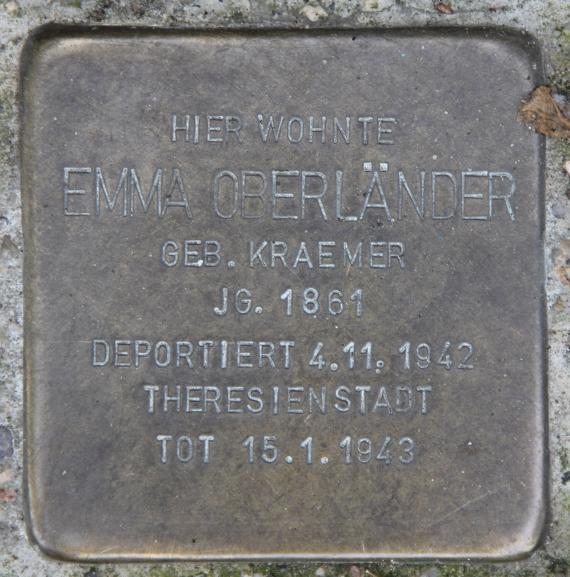 HIER WOHNTE
EMMA OBERLÄNDER
GEB. KRAEMER
JG. 1861
DEPORTIERT 4.11.1942
THERESIENSTADT
TOT 15.1.1943